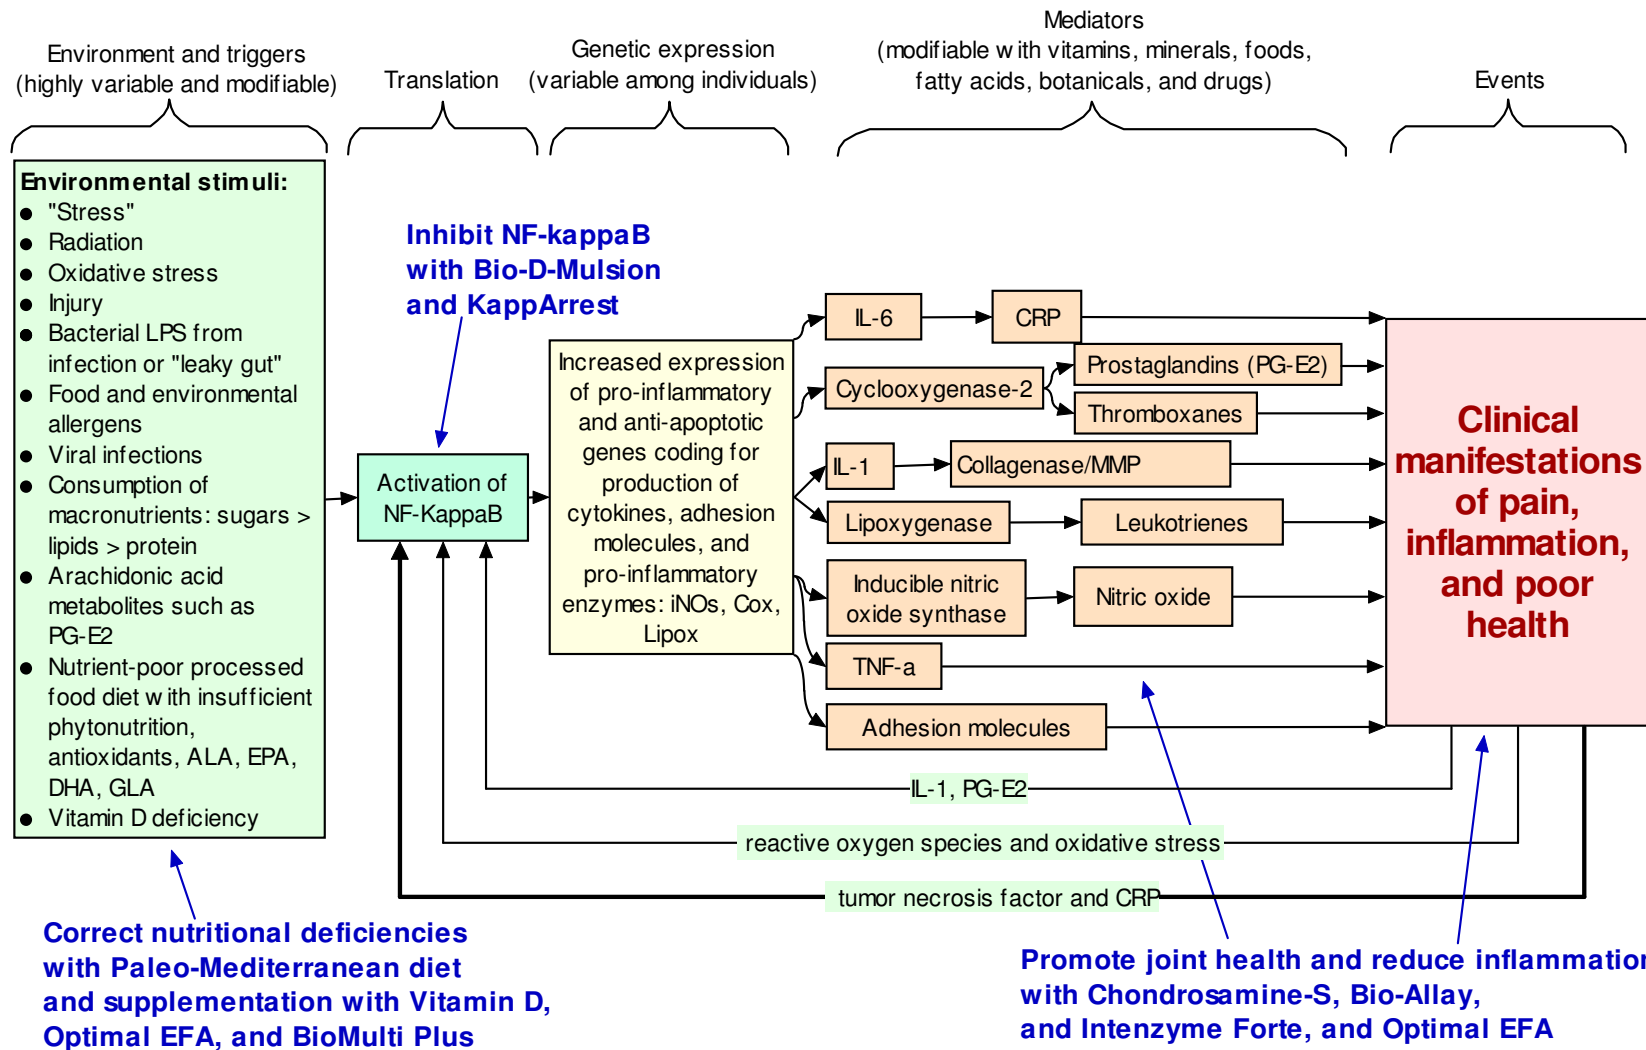 Environment and triggers
(highly variable and modifiable)
Translation
Genetic expression
(variable among individuals)
Mediators
(modifiable with vitamins, minerals, foods,
fatty acids, botanicals, and drugs)
Events
Environmental stimuli:
● "Stress"
● Radiation
● Oxidative stress
● Injury
● Bacterial LPS from
infection or "leaky gut"
● Food and environmental
allergens
● Viral infections
● Consumption of
macronutrients: sugars >
lipids > protein
● Arachidonic acid
metabolites such as
PG-E2
● Nutrient-poor processed
food diet with insufficient
phytonutrition,
antioxidants, ALA, EPA,
DHA, GLA
● Vitamin D deficiency
Inhibit NF-kappaB
with Bio-D-Mulsion
and KappArrest
Activation of
NF-KappaB
Increased expression
of pro-inflammatory
and anti-apoptotic
genes coding for
production of
cytokines, adhesion
molecules, and
pro-inflammatory
enzymes: iNOs, Cox,
Lipox
IL-6
CRP
Cyclooxygenase-2
Prostaglandins (PG-E2)
Thromboxanes
IL-1
Collagenase/MMP
Lipoxygenase
Leukotrienes
Inducible nitric
oxide synthase
Nitric oxide
TNF-a
Adhesion molecules
Clinical
manifestations
of pain,
inflammation,
and poor
health
IL-1, PG-E2
reactive oxygen species and oxidative stress
tumor necrosis factor and CRP
Correct nutritional deficiencies
with Paleo-Mediterranean diet
and supplementation with Vitamin D,
Optimal EFA, and BioMulti Plus
Promote joint health and reduce inflammation
with Chondrosamine-S, Bio-Allay,
and Intenzyme Forte, and Optimal EFA